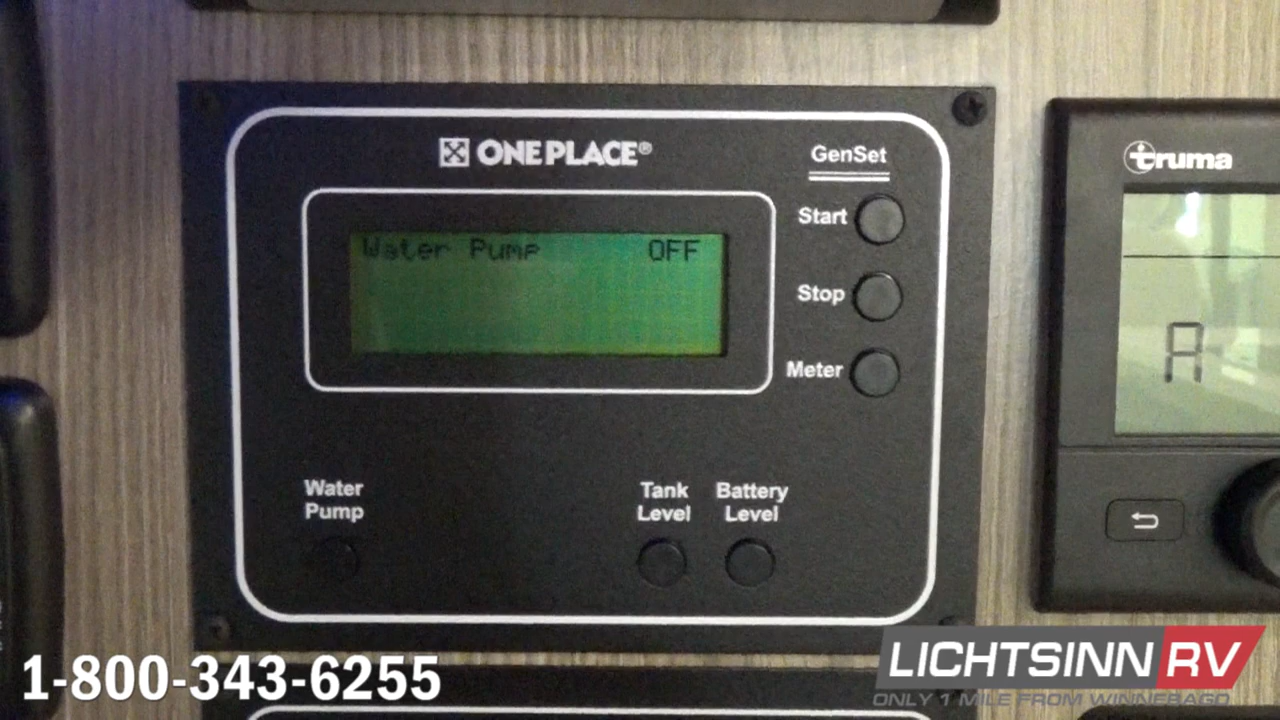 ONEPLACE®
GenSet
truma
Start
Water Pump OFF
Stop
A
Meter
Water
Pump
Tank
Level
Battery
Level
1-800-343-6255
LICHTSINN RV
ONLY 1 MILE FROM WINNEBAGO